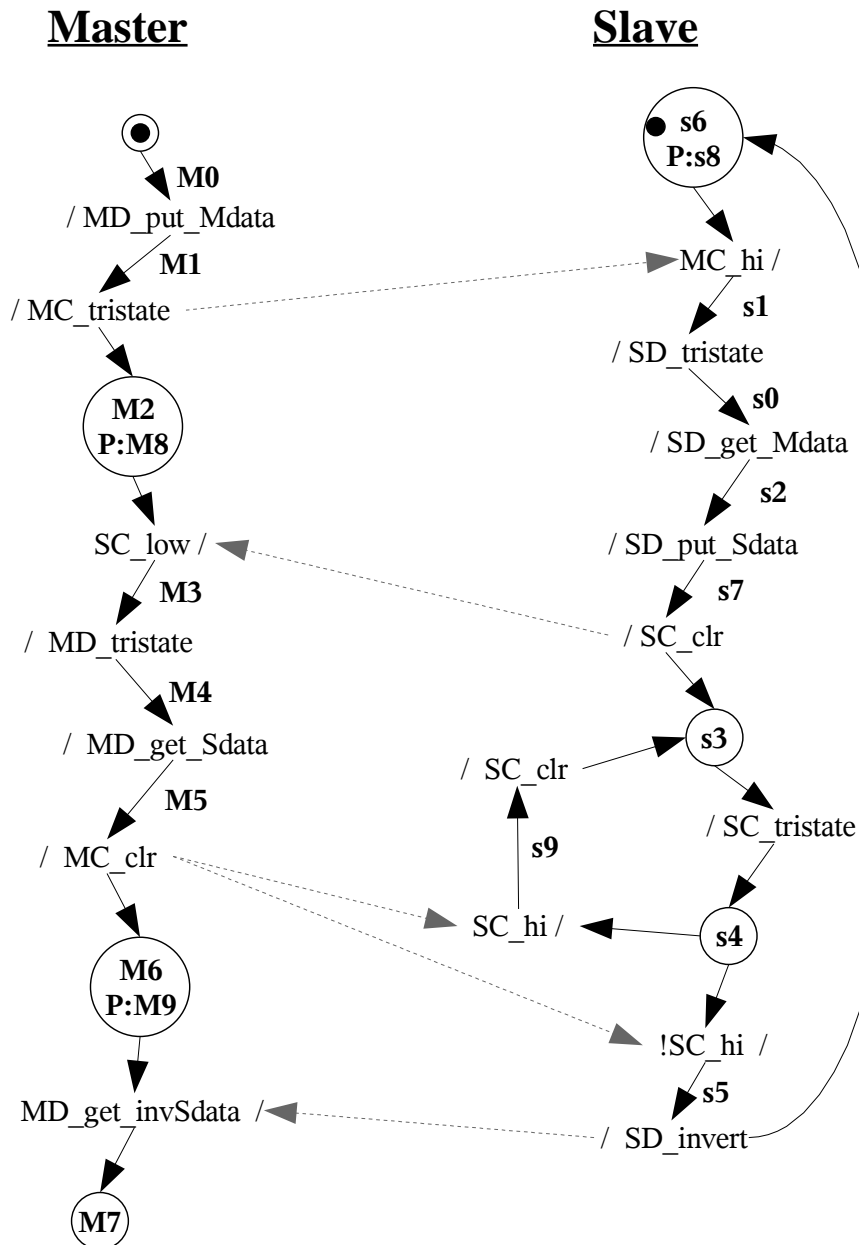 Master
M0
/ MD_put_Mdata
M1
/ MC_tristate
M2
P:M8
SC_low /
M3
/ MD_tristate
M4
/ MD_get_Sdata
M5
/ MC_clr
M6
P:M9
MD_get_invSdata /
M7
Slave
s6
P:s8
MC_hi /
s1
/ SD_tristate
s0
/ SD_get_Mdata
s2
/ SD_put_Sdata
s7
/ SC_clr
s3
/ SC_clr
/ SC_tristate
s9
SC_hi /
s4
!SC_hi /
s5
/ SD_invert